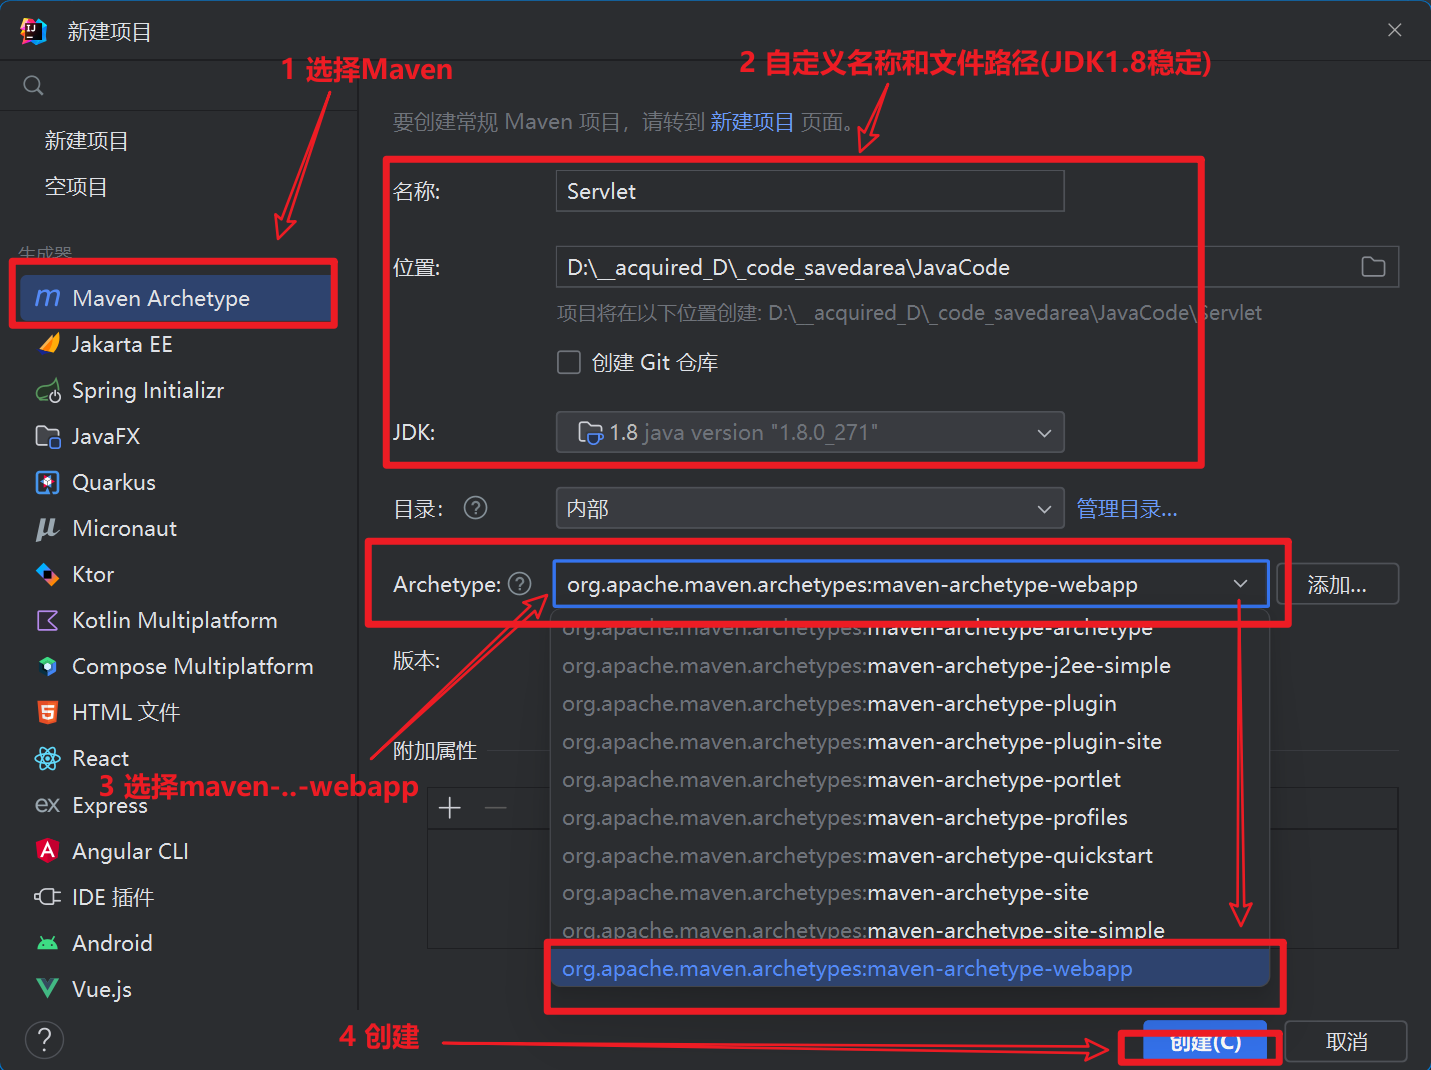 新建项目
1 选择Maven
2 自定义名称和文件路径(JDK1.8稳定)
新建项目
空项目
生成器
Maven Archetype
Jakarta EE
Spring Initializr
JavaFX
Quarkus
Micronaut
Ktor
Kotlin Multiplatform
Compose Multiplatform
HTML 文件
React
Express
Angular CLI
IDE 插件
Android
Vue.js
要创建常规 Maven 项目，请转到 新建项目 页面。
名称: Servlet
位置: D:\__acquired_D\_code_savedarea\JavaCode
项目将在以下位置创建: D:\__acquired_D\_code_savedarea\JavaCode\Servlet
创建 Git 仓库
JDK: 1.8 java version "1.8.0_271"
目录: ? 内部 管理目录...
Archetype: ? org.apache.maven.archetypes:maven-archetype-webapp 添加...
org.apache.maven.archetypes:maven-archetype-archetype
版本:
org.apache.maven.archetypes:maven-archetype-j2ee-simple
org.apache.maven.archetypes:maven-archetype-plugin
org.apache.maven.archetypes:maven-archetype-plugin-site
附加属性
org.apache.maven.archetypes:maven-archetype-portlet
3 选择maven-..-webapp
org.apache.maven.archetypes:maven-archetype-profiles
org.apache.maven.archetypes:maven-archetype-quickstart
org.apache.maven.archetypes:maven-archetype-site
org.apache.maven.archetypes:maven-archetype-site-simple
org.apache.maven.archetypes:maven-archetype-webapp
4 创建
? 创建(C) 取消